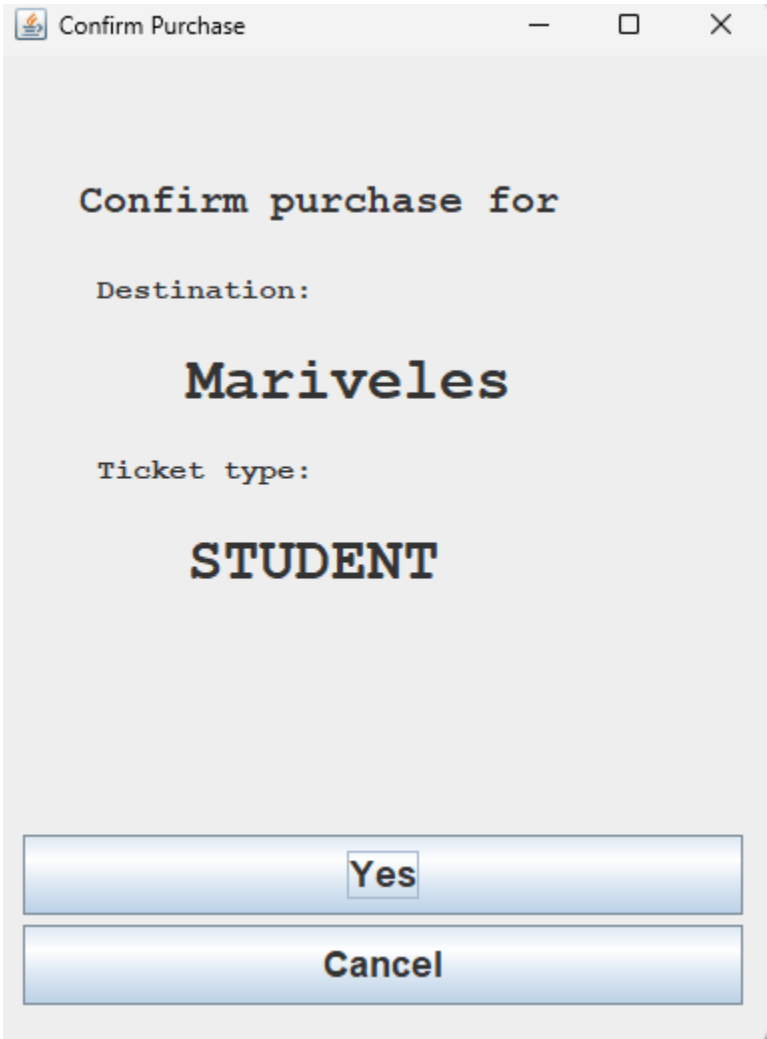 Confirm Purchase
Confirm purchase for
Destination:
Mariveles
Ticket type:
STUDENT
Yes
Cancel